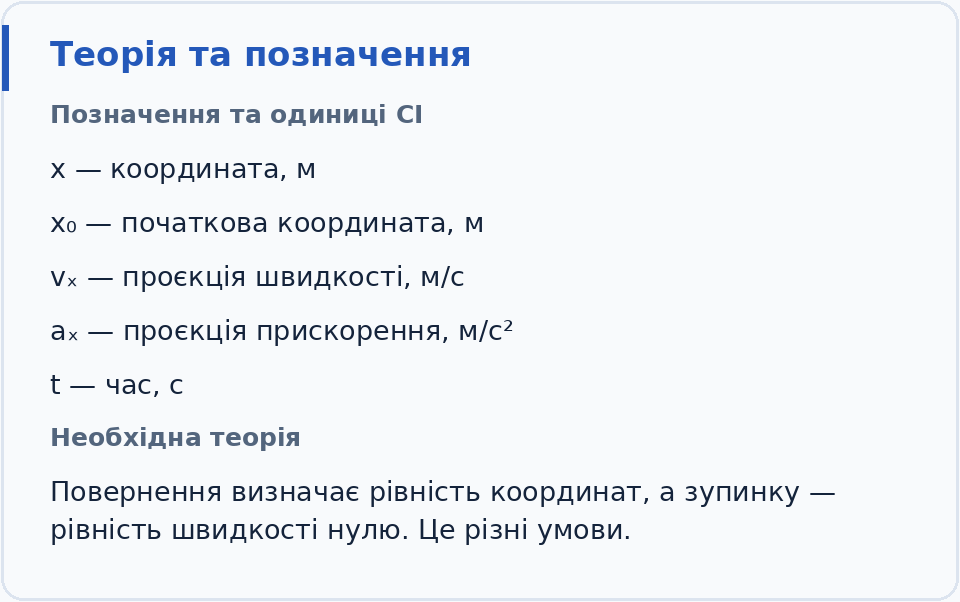 Теорія та позначення
Позначення та одиниці СІ
x — координата, м
x₀ — початкова координата, м
vₓ — проєкція швидкості, м/с
aₓ — проєкція прискорення, м/с²
t — час, с
Необхідна теорія
Повернення визначає рівність координат, а зупинку —
рівність швидкості нулю. Це різні умови.